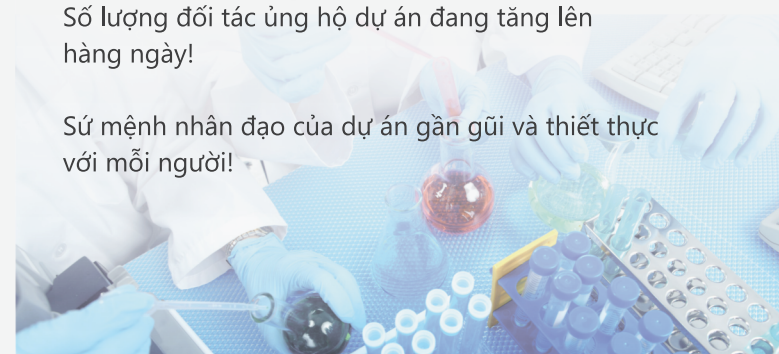 Số lượng đối tác ủng hộ dự án đang tăng lên
hàng ngày!
Sứ mệnh nhân đạo của dự án gần gũi và thiết thực
với mỗi người!